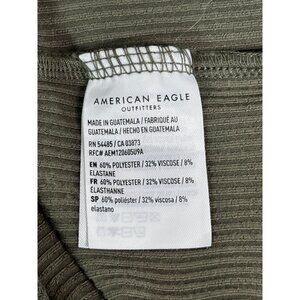 AMERICAN EAGLE
OUTFITTERS
MADE IN GUATEMALA / FABRIQUÉ AU
GUATEMALA / HECHO EN GUATEMALA
RN 54485 / CA 03873
RFC# AEM120605U9A
EN 60% POLYESTER / 32% VISCOSE / 8%
ELASTANE
FR 60% POLYESTER / 32% VISCOSE / 8%
ÉLASTHANNE
SP 60% poliéster / 32% viscosa / 8%
elastano